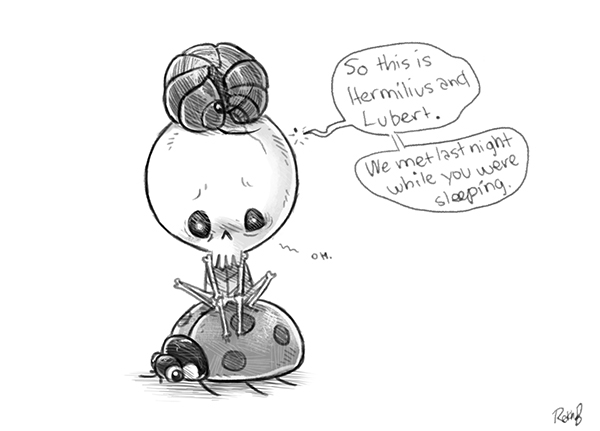 So this is
Hermilius and
Lubert.
We met last night
while you were
sleeping.
OH.